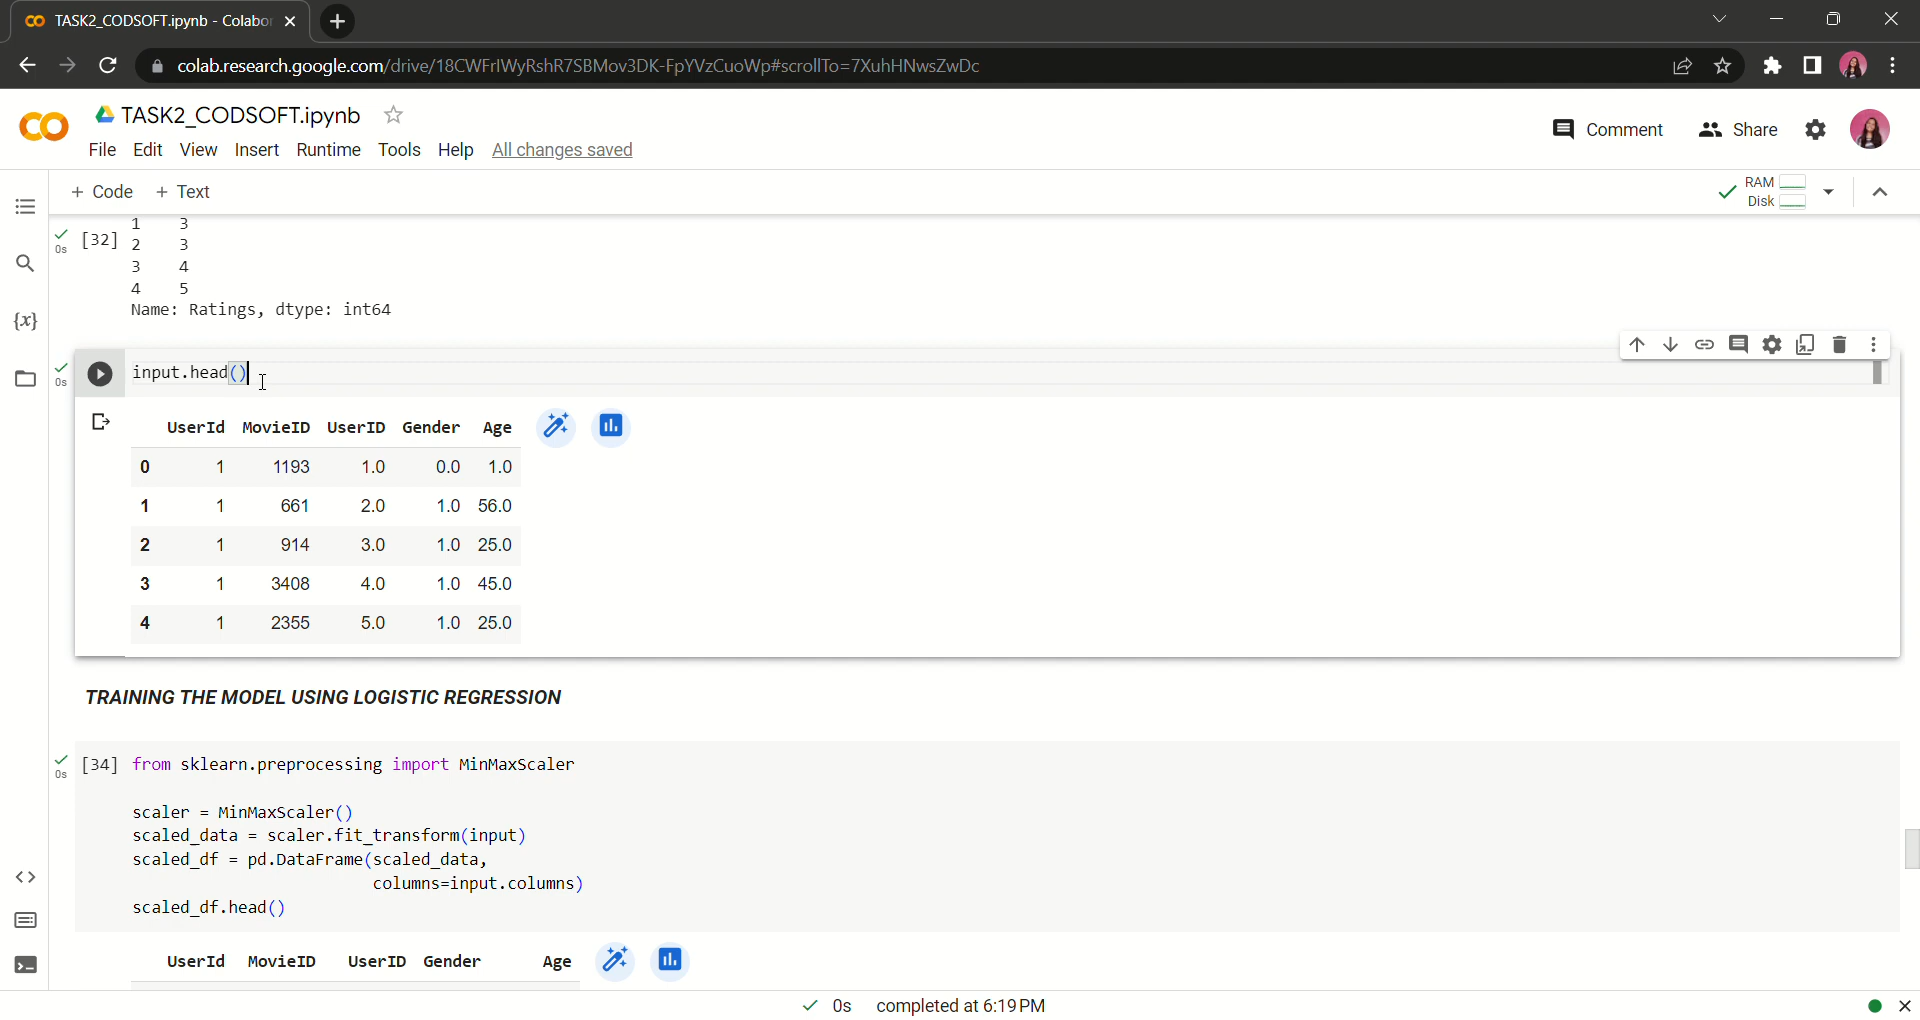 TASK2_CODSOFT.ipynb - Colabor
colab.research.google.com/drive/18CWFrIWyRshR7SBMov3DK-FpYVzCuoWp#scrollTo=7XuhHNwsZwDc
TASK2_CODSOFT.ipynb
Comment Share
File Edit View Insert Runtime Tools Help All changes saved
+ Code + Text
RAM
Disk
1 3
[32] 2 3
0s
3 4
4 5
Name: Ratings, dtype: int64
input.head()
0s
UserId MovieID UserID Gender Age
0 1 1193 1.0 0.0 1.0
1 1 661 2.0 1.0 56.0
2 1 914 3.0 1.0 25.0
3 1 3408 4.0 1.0 45.0
4 1 2355 5.0 1.0 25.0
TRAINING THE MODEL USING LOGISTIC REGRESSION
[34] from sklearn.preprocessing import MinMaxScaler
0s
scaler = MinMaxScaler()
scaled_data = scaler.fit_transform(input)
scaled_df = pd.DataFrame(scaled_data,
columns=input.columns)
scaled_df.head()
UserId MovieID UserID Gender Age
0s completed at 6:19 PM